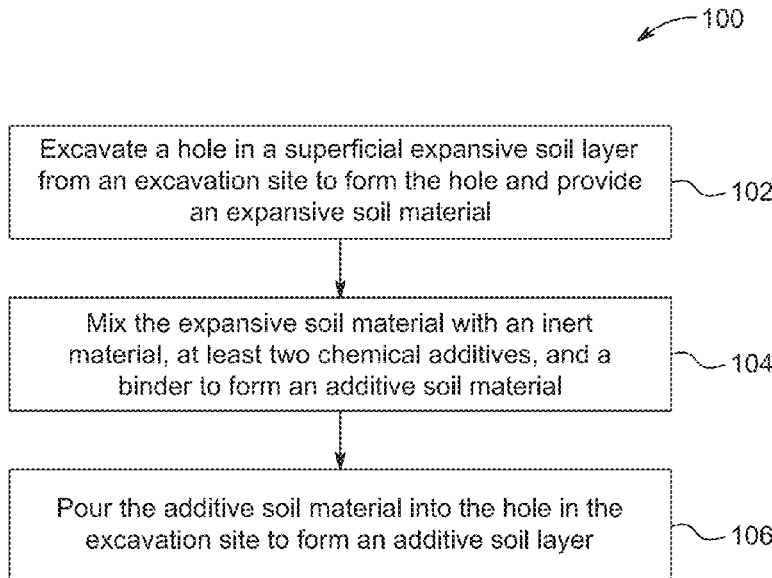 100
Excavate a hole in a superficial expansive soil layer
from an excavation site to form the hole and provide
an expansive soil material
102
Mix the expansive soil material with an inert
material, at least two chemical additives, and a
binder to form an additive soil material
104
Pour the additive soil material into the hole in the
excavation site to form an additive soil layer
106